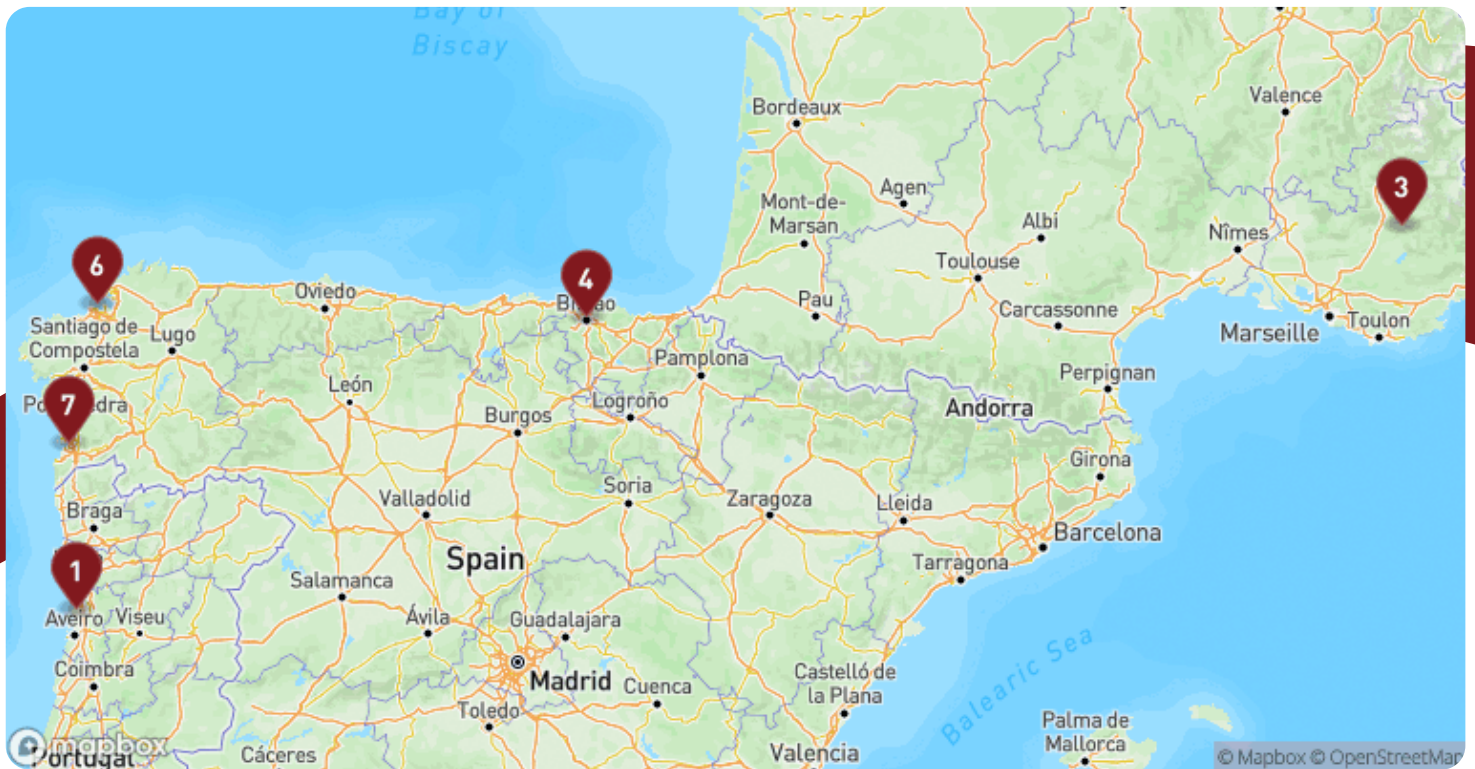 Bay of
Biscay
Bordeaux
Valence
Agen
3
Mont-de-
Marsan
Albi
Nîmes
6
Toulouse
4
Oviedo
Pau
Carcassonne
Santiago de
Compostela
Lugo
Marseille
Toulon
Pamplona
León
Perpignan
7
Logroño
Andorra
Burgos
Girona
Valladolid
Soria
Zaragoza
Lleida
Braga
Barcelona
Spain
Tarragona
1
Salamanca
Aveiro
Viseu
Ávila
Guadalajara
Coimbra
Madrid
Cuenca
Castelló de
la Plana
Balearic Sea
Toledo
Palma de
Mallorca
mapbox
Portugal
Cáceres
Valencia
© Mapbox © OpenStreetMap